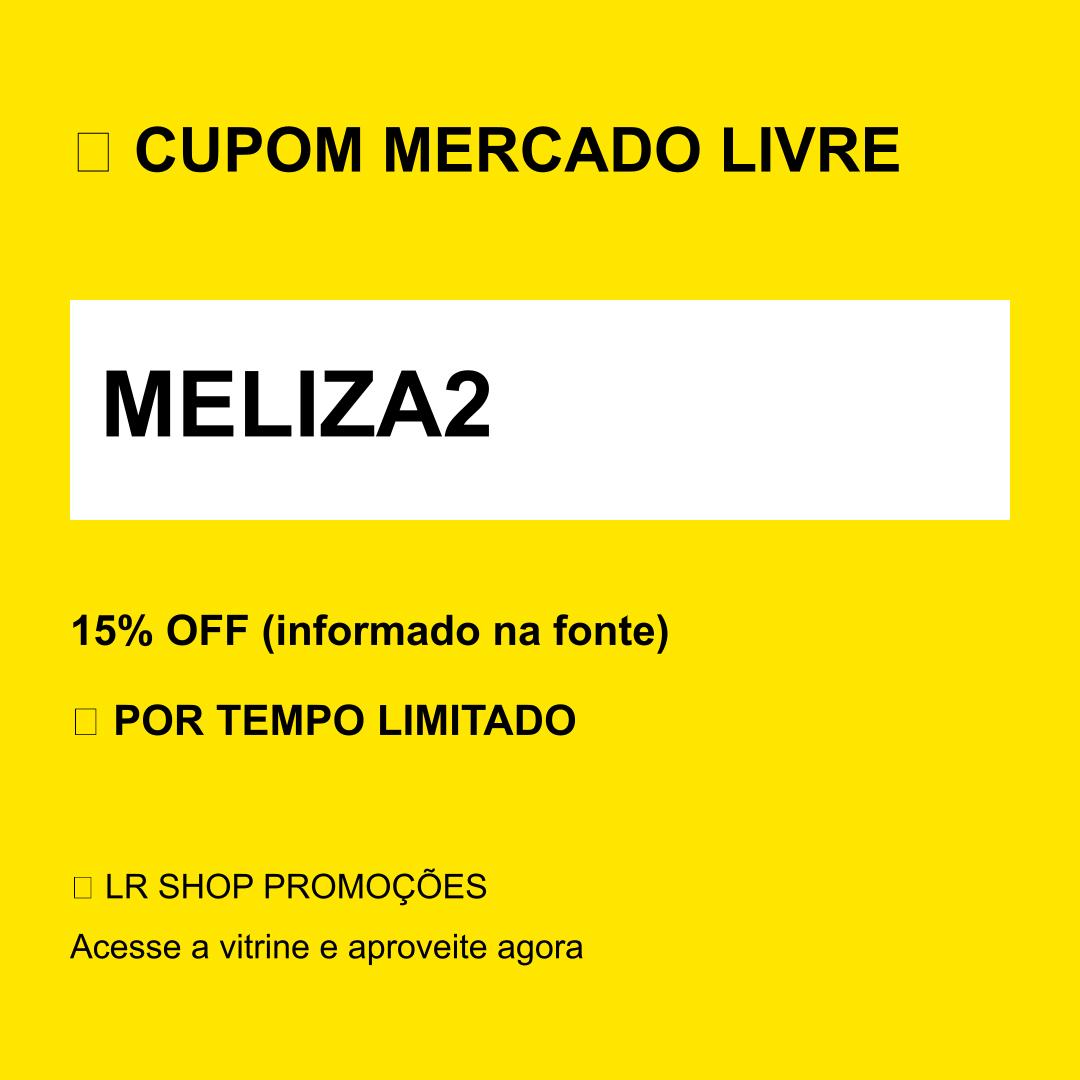 CUPOM MERCADO LIVRE
MELIZA2
15% OFF (informado na fonte)
POR TEMPO LIMITADO
LR SHOP PROMOÇÕES
Acesse a vitrine e aproveite agora